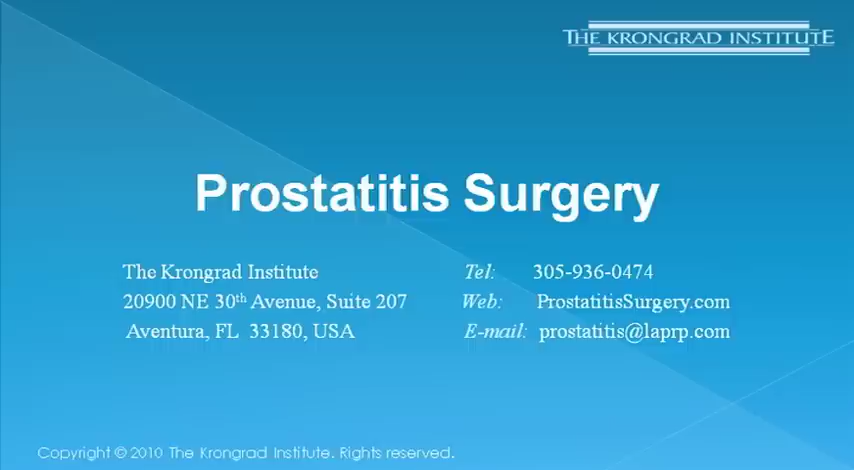 THE KRONGRAD INSTITUTE
Prostatitis Surgery
The Krongrad Institute
20900 NE 30th Avenue, Suite 207
Aventura, FL 33180, USA
Tel: 305-936-0474
Web: ProstatitisSurgery.com
E-mail: prostatitis@laprp.com
Copyright © 2010 The Krongrad Institute. Rights reserved.